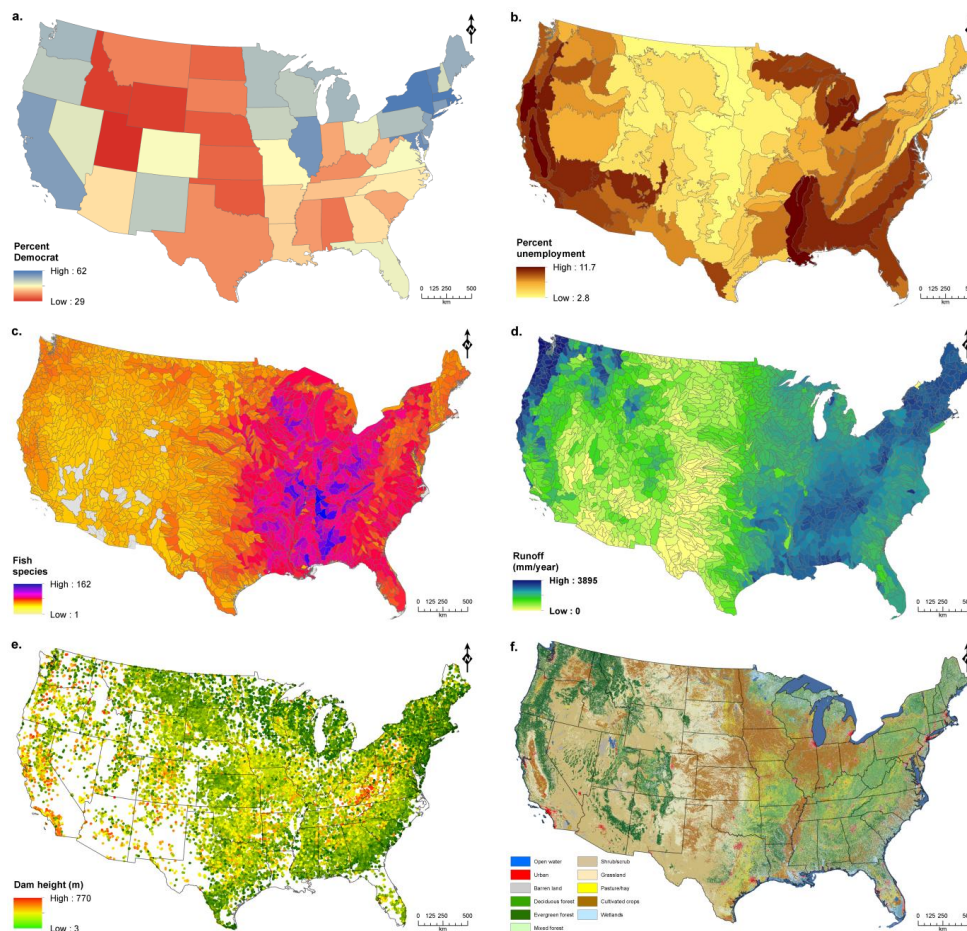 a.
N
Percent
Democrat
High : 62
Low : 29
0 125 250 500
km
b.
N
Percent
unemployment
High : 11.7
Low : 2.8
0 125 250 500
km
c.
N
Fish
species
High : 162
Low : 1
0 125 250 500
km
d.
N
Runoff
(mm/year)
High : 3895
Low : 0
0 125 250 500
km
e.
N
Dam height (m)
High : 770
Low : 3
0 125 250 500
km
f.
N
Open water
Urban
Barren land
Deciduous forest
Evergreen forest
Mixed forest
Shrub/scrub
Grassland
Pasture/hay
Cultivated crops
Wetlands
0 125 250 500
km